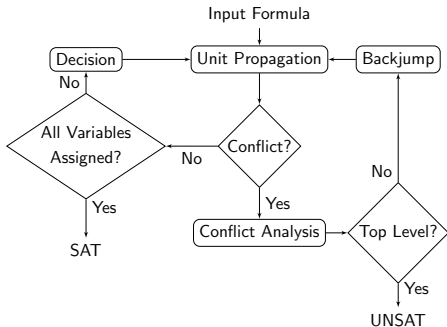 Input Formula
Decision
Unit Propagation
Backjump
No
All Variables
Assigned?
Conflict?
No
No
Yes
Yes
Conflict Analysis
Top Level?
SAT
Yes
UNSAT